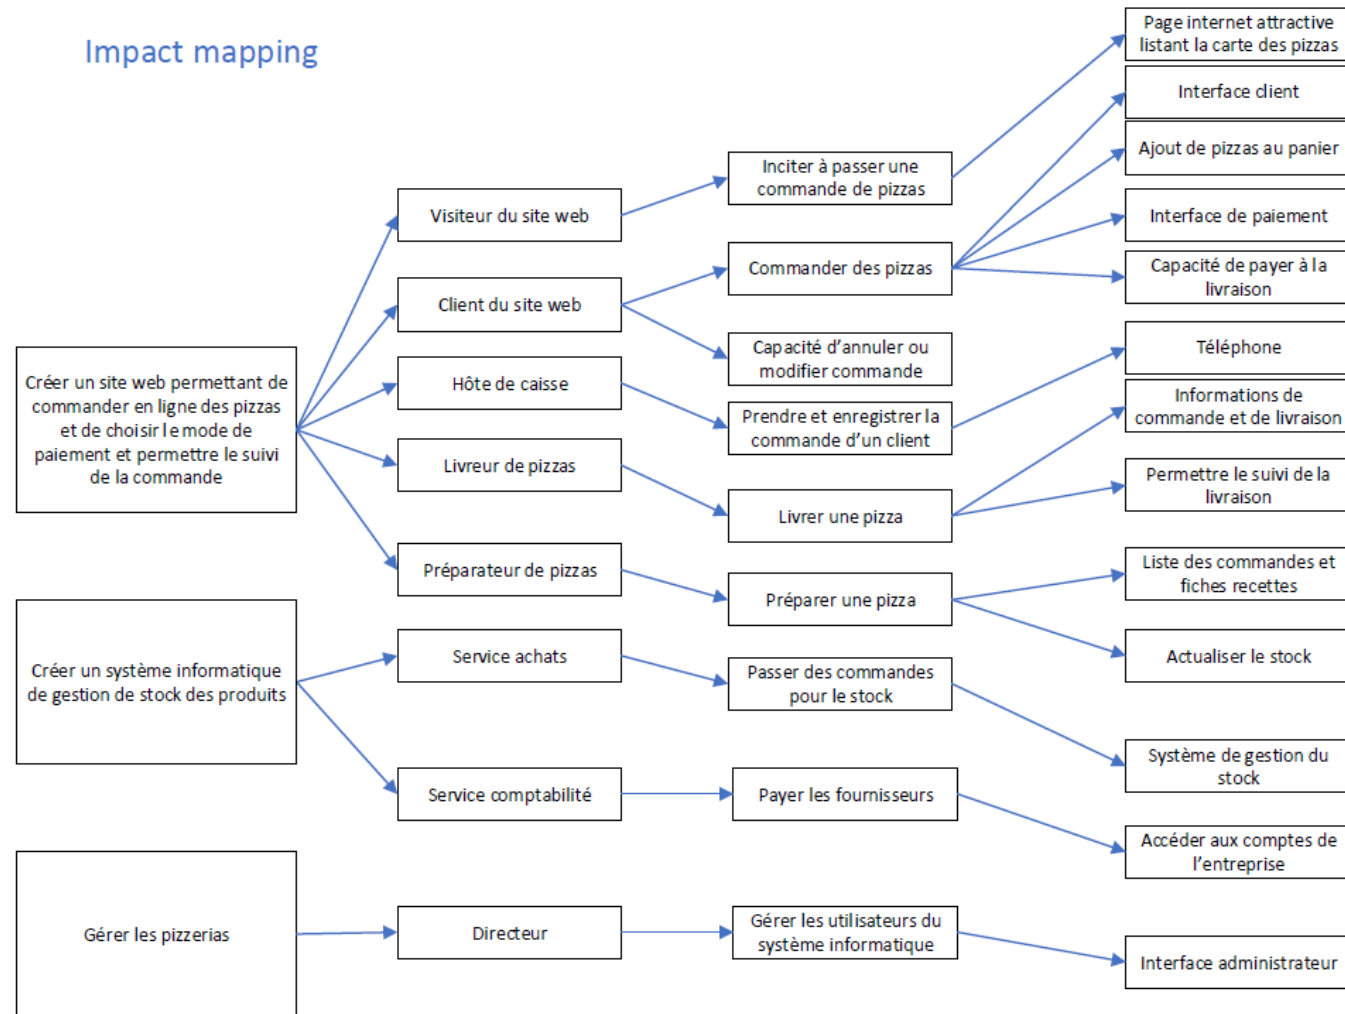 Impact mapping
Page internet attractive
listant la carte des pizzas
Interface client
Ajout de pizzas au panier
Inciter à passer une
commande de pizzas
Visiteur du site web
Interface de paiement
Commander des pizzas
Capacité de payer à la
livraison
Client du site web
Capacité d'annuler ou
modifier commande
Téléphone
Créer un site web permettant de
commander en ligne des pizzas
et de choisir le mode de
paiement et permettre le suivi
de la commande
Hôte de caisse
Prendre et enregistrer la
commande d'un client
Informations de
commande et de livraison
Livreur de pizzas
Permettre le suivi de la
livraison
Livrer une pizza
Préparateur de pizzas
Préparer une pizza
Liste des commandes et
fiches recettes
Créer un système informatique
de gestion de stock des produits
Service achats
Passer des commandes
pour le stock
Actualiser le stock
Système de gestion du
stock
Service comptabilité
Payer les fournisseurs
Accéder aux comptes de
l'entreprise
Gérer les pizzerias
Directeur
Gérer les utilisateurs du
système informatique
Interface administrateur